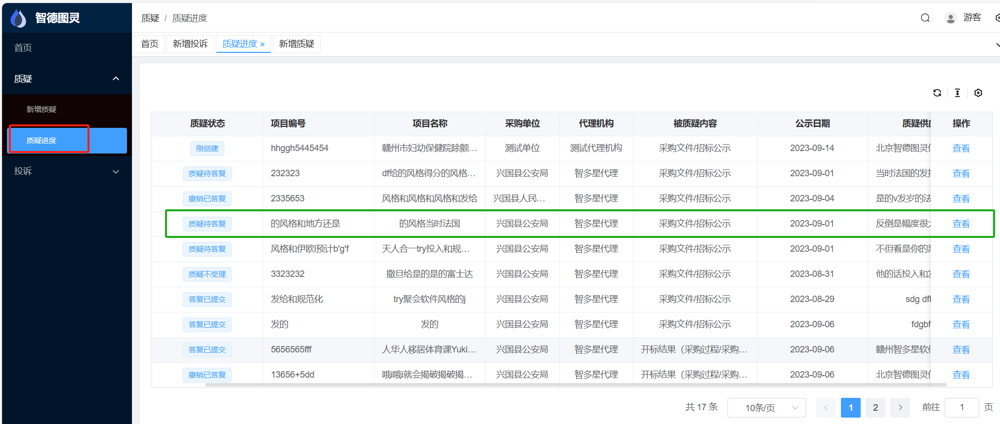 智德图灵
质疑 / 质疑进度
游客
首页
首页 新增投诉 质疑进度 × 新增质疑
质疑
新增质疑
质疑进度
投诉
质疑状态 项目编号 项目名称 采购单位 代理机构 被质疑内容 公示日期 质疑供 操作
刚创建 hhggh5445454 赣州市妇幼保健院除颤... 测试单位 测试代理机构 采购文件/招标公示 2023-09-14 北京智德图灵 查看
质疑待答复 232323 df给的风格得分的风格... 兴国县公安局 智多星代理 采购文件/招标公示 2023-09-01 当时法国的发 查看
撤销已答复 2335653 风格和风格和风格和发给 兴国县人民... 智多星代理 采购文件/招标公示 2023-09-04 是的v发岁的法 查看
质疑待答复 的风格和地方还是 的风格当时法国 兴国县公安局 智多星代理 采购文件/招标公示 2023-09-01 反倒是幅度很 查看
质疑待答复 风格和伊欧i预计b'g'f 天人合一try投入和规... 兴国县公安局 智多星代理 采购文件/招标公示 2023-09-01 不但看是你的 查看
质疑不受理 3323232 撒旦给是的是的富士达 兴国县公安局 智多星代理 采购文件/招标公示 2023-08-31 他的话投入和 查看
答复已提交 发给和规范化 try聚会软件风格的j 兴国县公安局 智多星代理 采购文件/招标公示 2023-08-29 sdg df 查看
答复已提交 发的 发的 兴国县公安局 智多星代理 采购文件/招标公示 2023-09-06 fdgbf 查看
答复已提交 5656565fff 人华人移居体育课Yuki... 兴国县公安局 智多星代理 开标结果（采购过程/采购... 2023-09-06 赣州智多星软 查看
撤销已答复 13656+5dd 哦i哦i就会揭破揭破揭... 兴国县公安局 智多星代理 开标结果（采购过程/采购... 2023-09-06 北京智德图灵 查看
共 17 条 10条/页 1 2 前往 1 页